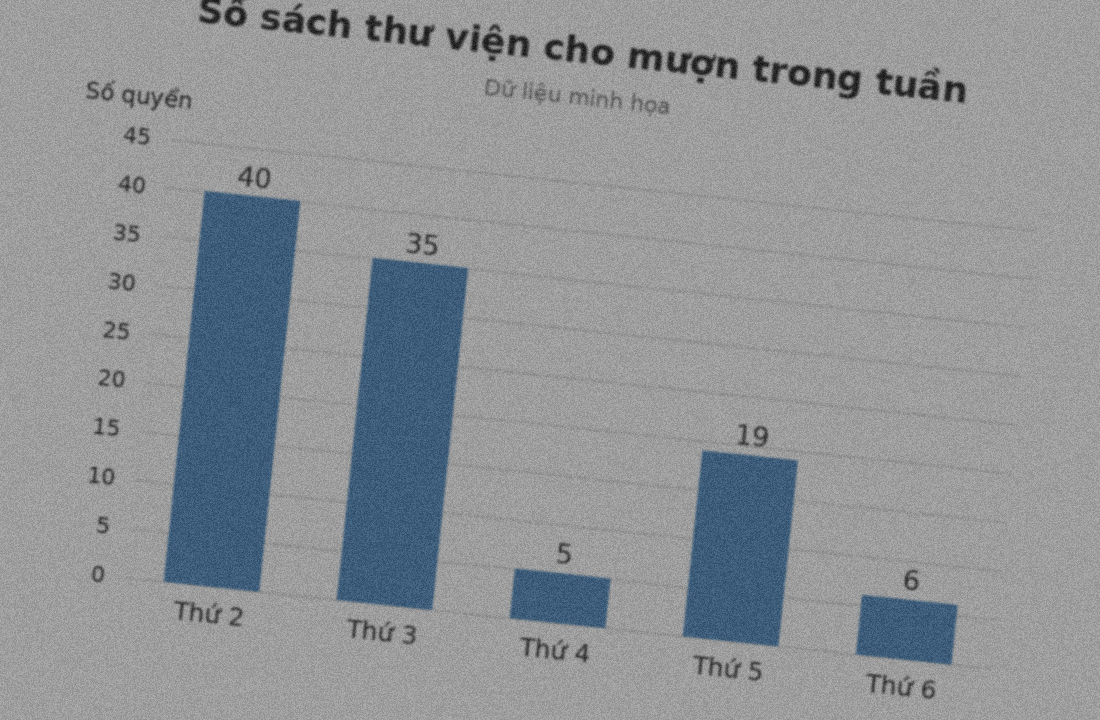 Số sách thư viện cho mượn trong tuần
Dữ liệu minh họa
Số quyển
45
40
35
30
25
20
15
10
5
0
40
35
5
19
6
Thứ 2
Thứ 3
Thứ 4
Thứ 5
Thứ 6